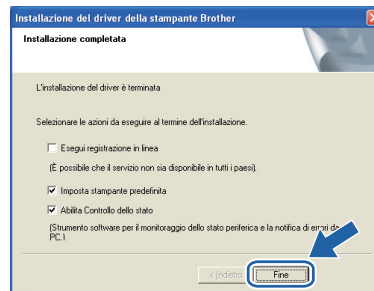 Installazione del driver della stampante Brother
Installazione completata
L'installazione del driver è terminata
Selezionare le azioni da eseguire al termine dell'installazione.
Esegui registrazione in linea
(È possibile che il servizio non sia disponibile in tutti i paesi).
Imposta stampante predefinita
Abilita Controllo dello stato
(Strumento software per il monitoraggio dello stato periferica e la notifica di errori da
PC.)
< Indietro
Fine